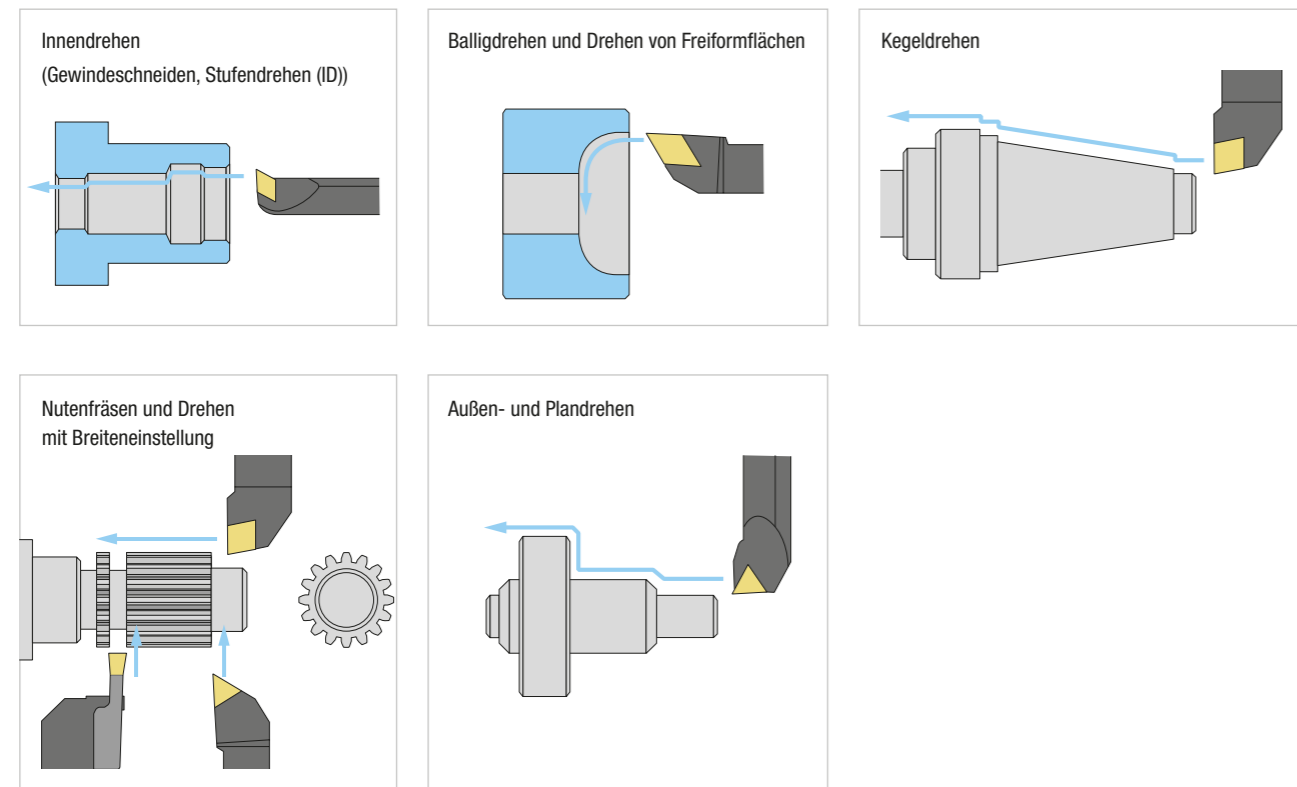 Innendrehen
(Gewindeschneiden, Stufendrehen (ID))
Balligdrehen und Drehen von Freiformflächen
Kegeldrehen
Nutenfräsen und Drehen
mit Breiteneinstellung
Außen- und Plandrehen